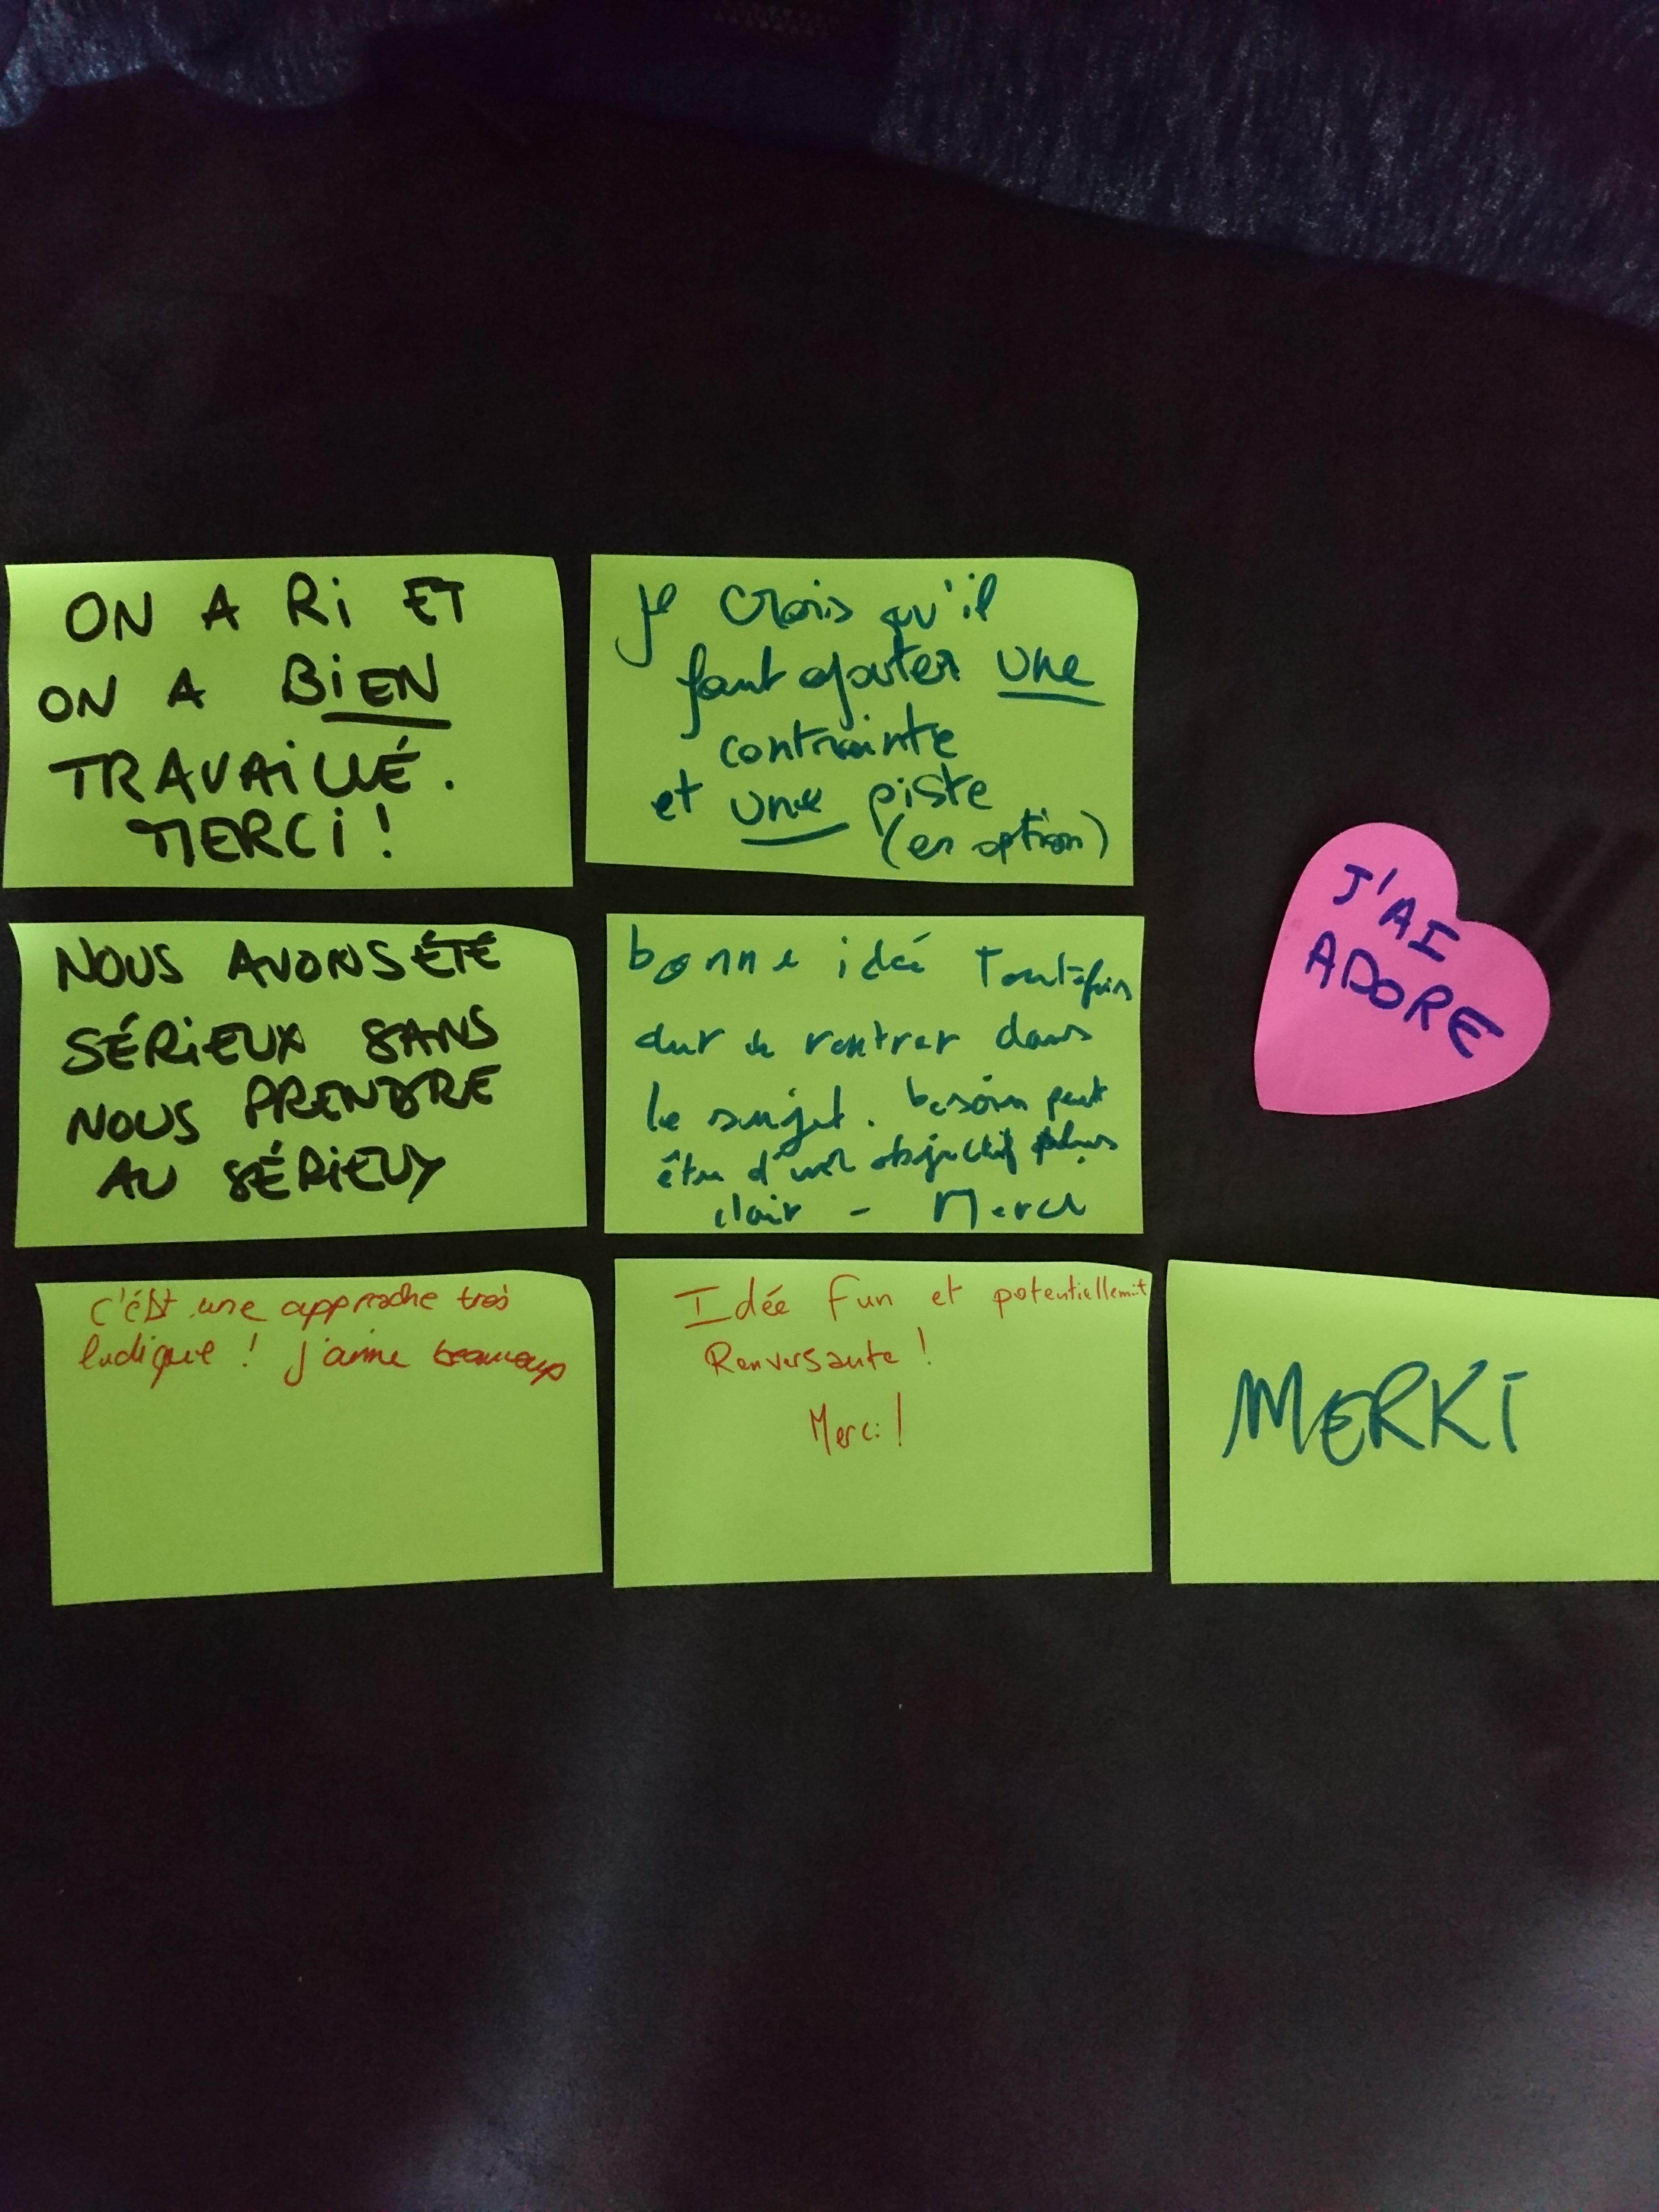 ON A Ri ET
ON A BiEN
TRAVAiLLÉ.
MERCi!
je crois qu'il
faut ajouter une
contrainte
et une piste
(en option)
J'AI
ADORE
NOUS AVONS ÉTÉ
SÉRiEUX SANS
NOUS PRENDRE
AU SÉRiEUX
bonne idée Toutefois
dur de rentrer dans
le sujet. besoin peut
être d'un objectif plus
clair - Merci
c'ést une approche très
ludique! j'aime beaucoup
Idée Fun et potentiellement
Renversante!
Merci!
MERKI